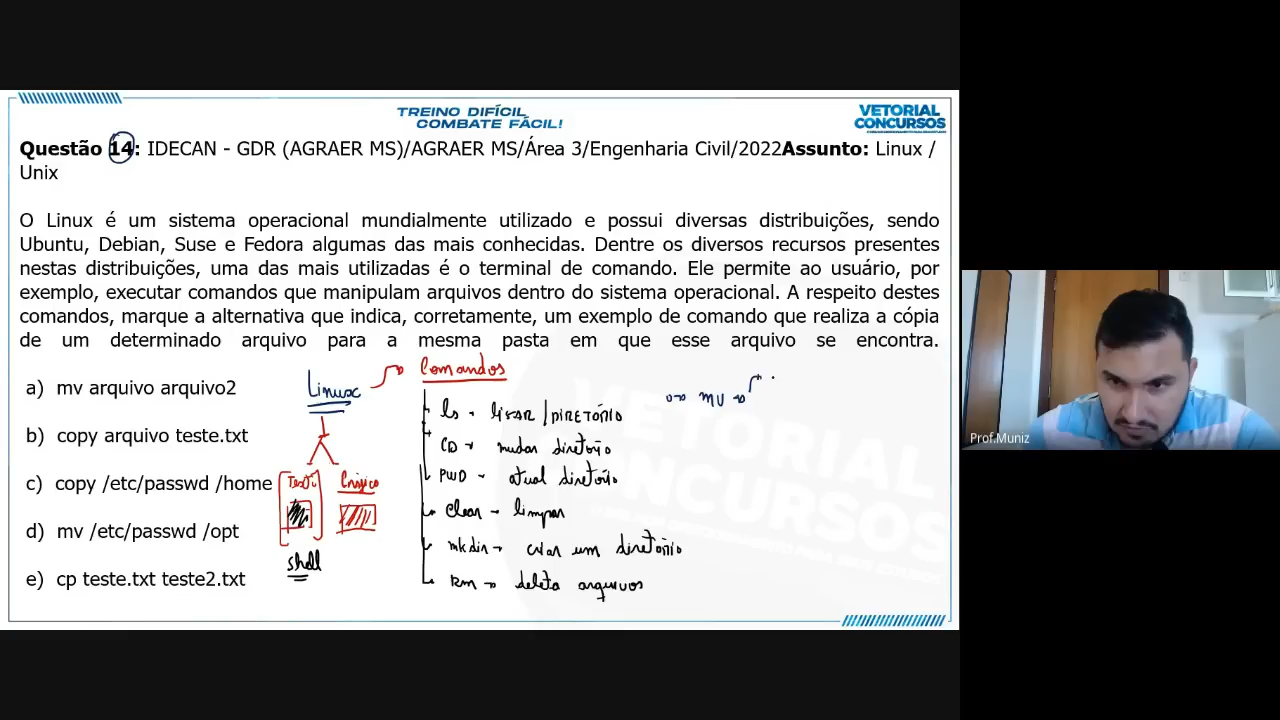 TREINO DIFÍCIL
COMBATE FÁCIL!
VETORIAL
CONCURSOS
Questão 14: IDECAN - GDR (AGRAER MS)/AGRAER MS/Área 3/Engenharia Civil/2022Assunto: Linux /
Unix
O Linux é um sistema operacional mundialmente utilizado e possui diversas distribuições, sendo
Ubuntu, Debian, Suse e Fedora algumas das mais conhecidas. Dentre os diversos recursos presentes
nestas distribuições, uma das mais utilizadas é o terminal de comando. Ele permite ao usuário, por
exemplo, executar comandos que manipulam arquivos dentro do sistema operacional. A respeito destes
comandos, marque a alternativa que indica, corretamente, um exemplo de comando que realiza a cópia
de um determinado arquivo para a mesma pasta em que esse arquivo se encontra.
a) mv arquivo arquivo2
b) copy arquivo teste.txt
c) copy /etc/passwd /home
d) mv /etc/passwd /opt
e) cp teste.txt teste2.txt
Linux
shell
Comandos
ls - lisar / DIRETÓRIO
CD → mudar diretório
PWD - atual diretório
clear - limpar
mkdir → criar um diretório
RM → deleta arquivos
→ MV →
VETORIAL
CONCURSOS
Prof.Muniz